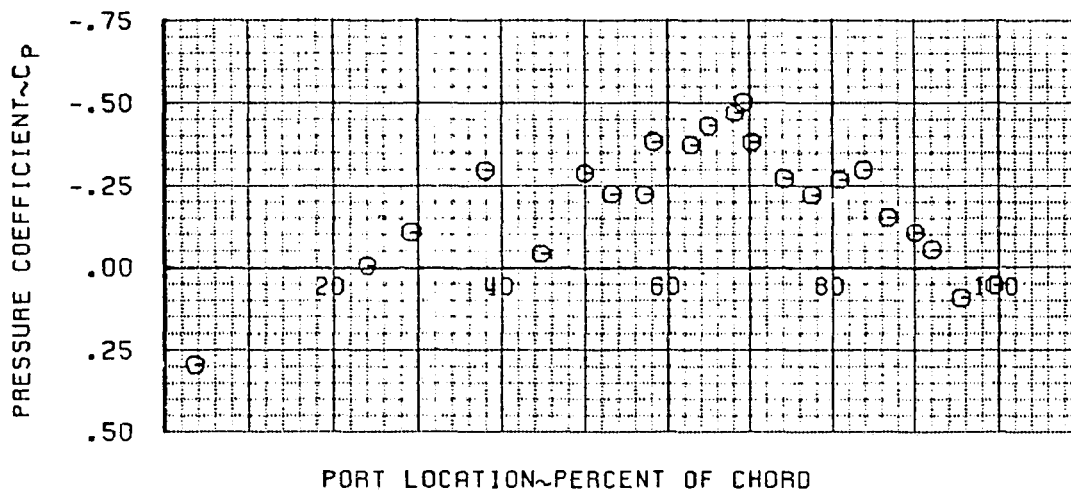 -.75
-.50
-.25
.00
.25
.50
PRESSURE COEFFICIENT~CP
20 40 60 80 100
PORT LOCATION~PERCENT OF CHORD